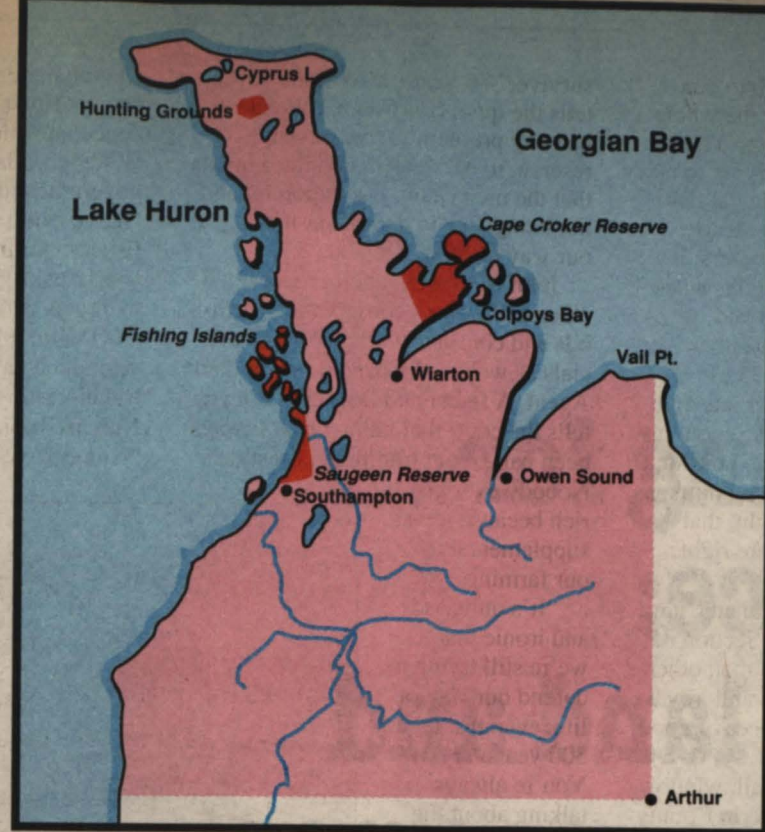 Cyprus L.
Hunting Grounds
Georgian Bay
Lake Huron
Cape Croker Reserve
Colpoys Bay
Fishing Islands
Vail Pt.
Wiarton
Saugeen Reserve
Owen Sound
Southampton
Arthur